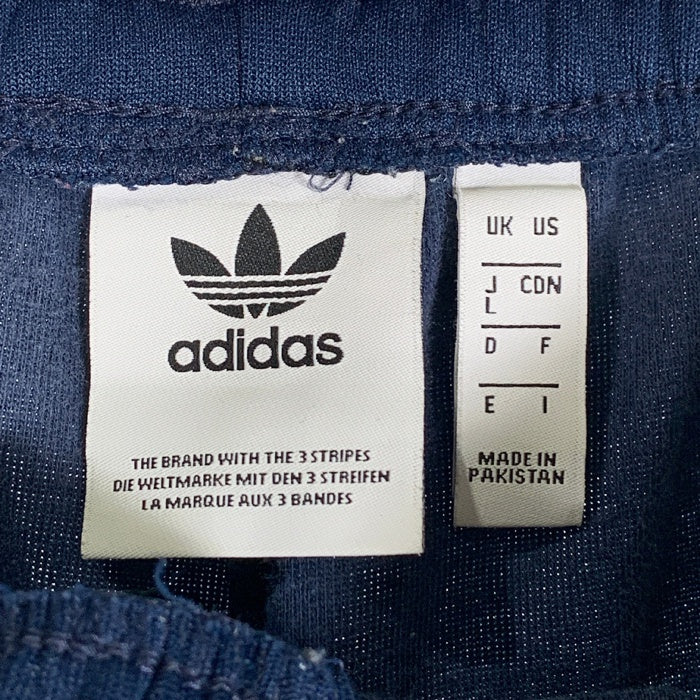 adidas
THE BRAND WITH THE 3 STRIPES
DIE WELTMARKE MIT DEN 3 STREIFEN
LA MARQUE AUX 3 BANDES
UK US
J CDN
L
D F
E I
MADE IN
PAKISTAN